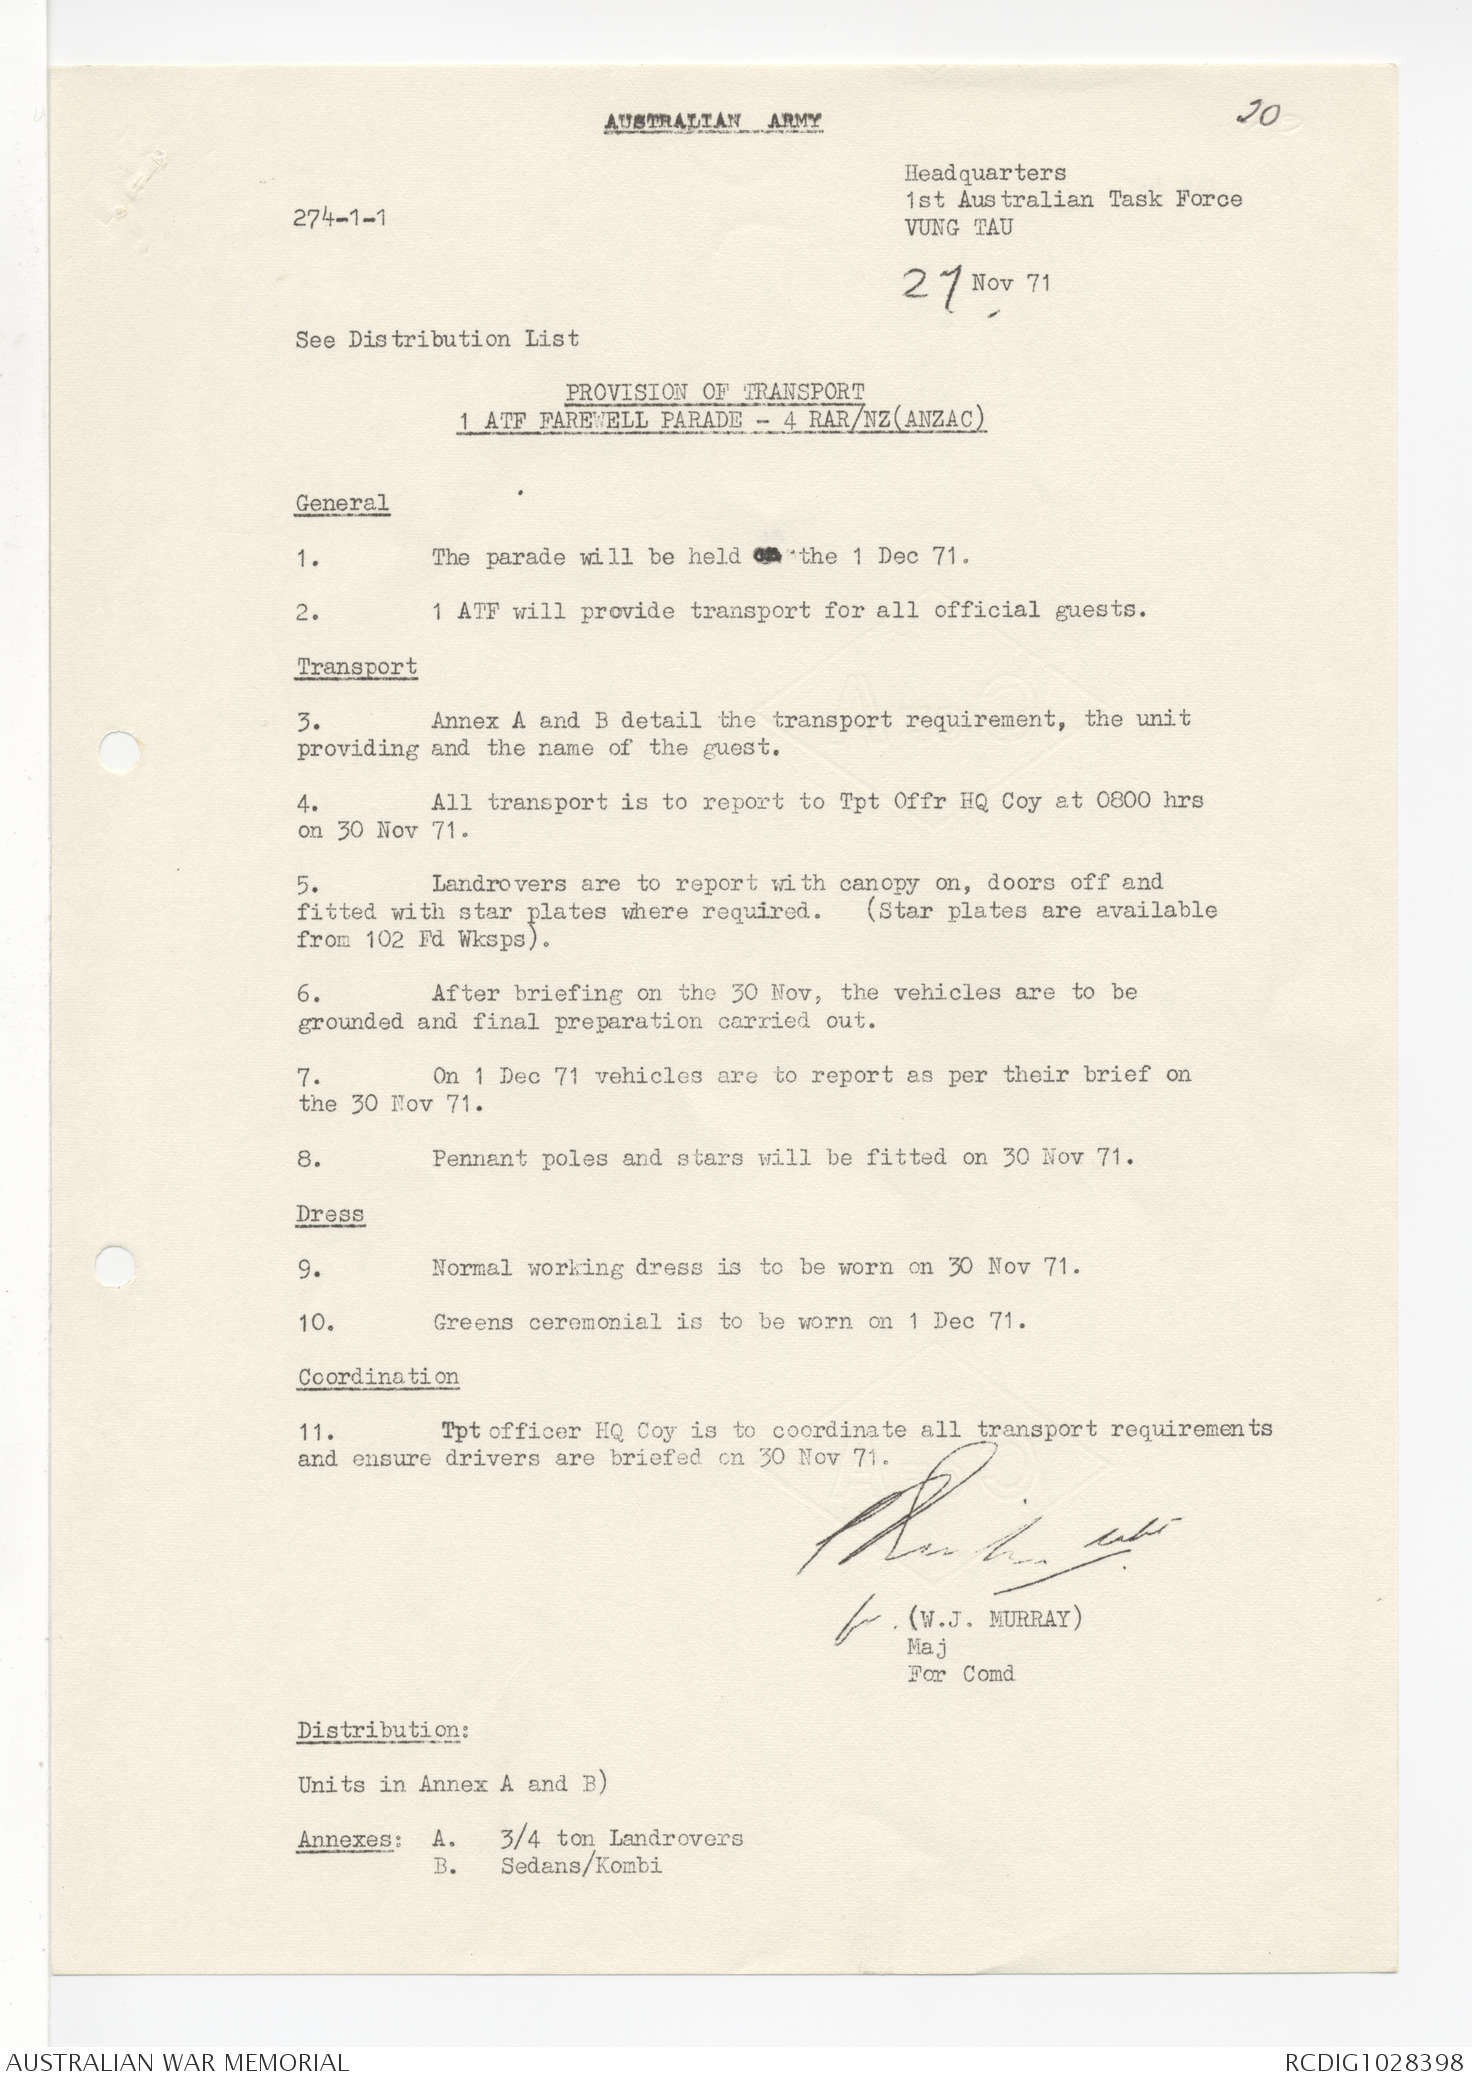 AUSTRALIAN ARMY
20
Headquarters
1st Australian Task Force
VUNG TAU
274-1-1
27 Nov 71
See Distribution List
PROVISION OF TRANSPORT
1 ATF FAREWELL PARADE - 4 RAR/NZ(ANZAC)
General
1. The parade will be held on the 1 Dec 71.
2. 1 ATF will provide transport for all official guests.
Transport
3. Annex A and B detail the transport requirement, the unit
providing and the name of the guest.
4. All transport is to report to Tpt Offr HQ Coy at 0800 hrs
on 30 Nov 71.
5. Landrovers are to report with canopy on, doors off and
fitted with star plates where required. (Star plates are available
from 102 Fd Wksps).
6. After briefing on the 30 Nov, the vehicles are to be
grounded and final preparation carried out.
7. On 1 Dec 71 vehicles are to report as per their brief on
the 30 Nov 71.
8. Pennant poles and stars will be fitted on 30 Nov 71.
Dress
9. Normal working dress is to be worn on 30 Nov 71.
10. Greens ceremonial is to be worn on 1 Dec 71.
Coordination
11. Tpt officer HQ Coy is to coordinate all transport requirements
and ensure drivers are briefed on 30 Nov 71.
for (W.J. MURRAY)
Maj
For Comd
Distribution:
Units in Annex A and B)
Annexes: A. 3/4 ton Landrovers
B. Sedans/Kombi
AUSTRALIAN WAR MEMORIAL
RCDIG1028398